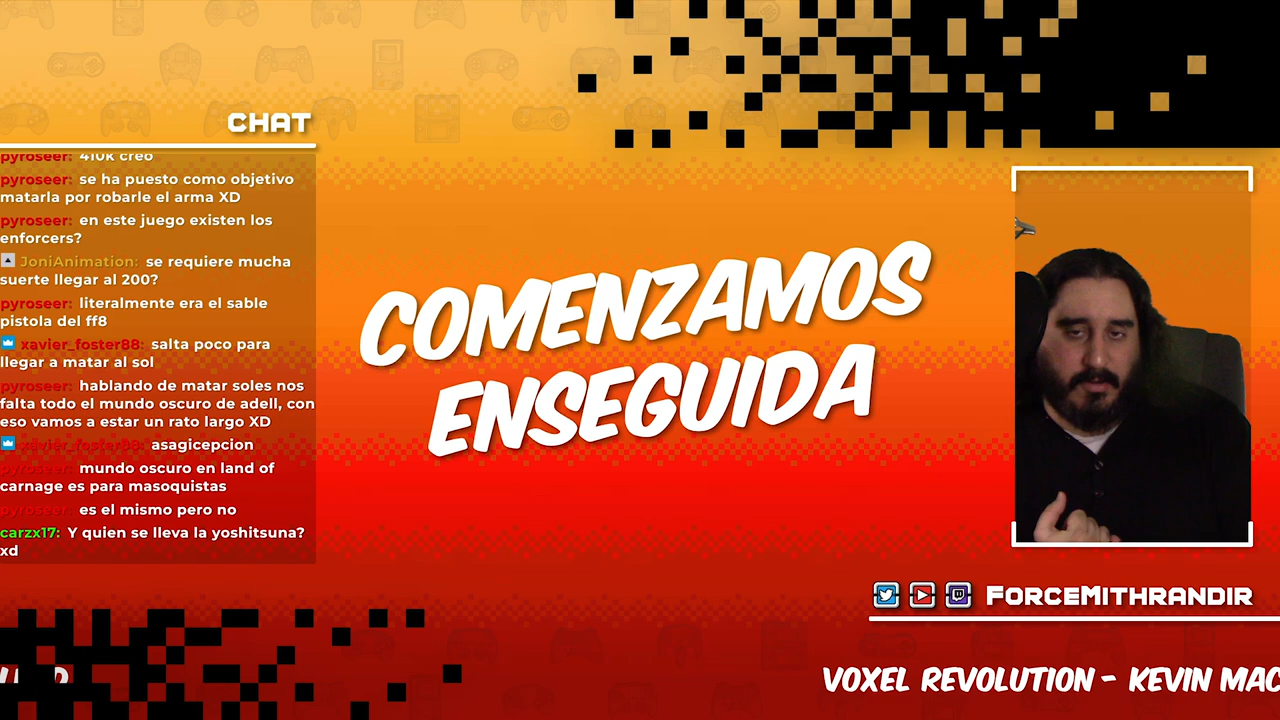 CHAT
pyroseer: 410k creo
pyroseer: se ha puesto como objetivo
matarla por robarle el arma XD
pyroseer: en este juego existen los
enforcers?
JoniAnimation: se requiere mucha
suerte llegar al 200?
pyroseer: literalmente era el sable
pistola del ff8
xavier_foster88: salta poco para
llegar a matar al sol
pyroseer: hablando de matar soles nos
falta todo el mundo oscuro de adell, con
eso vamos a estar un rato largo XD
xavier_foster88: asagicepcion
pyroseer: mundo oscuro en land of
carnage es para masoquistas
pyroseer: es el mismo pero no
carzx17: Y quien se lleva la yoshitsuna?
xd
COMENZAMOS
ENSEGUIDA
FORCEMITHRANDIR
VOXEL REVOLUTION - KEVIN MAC